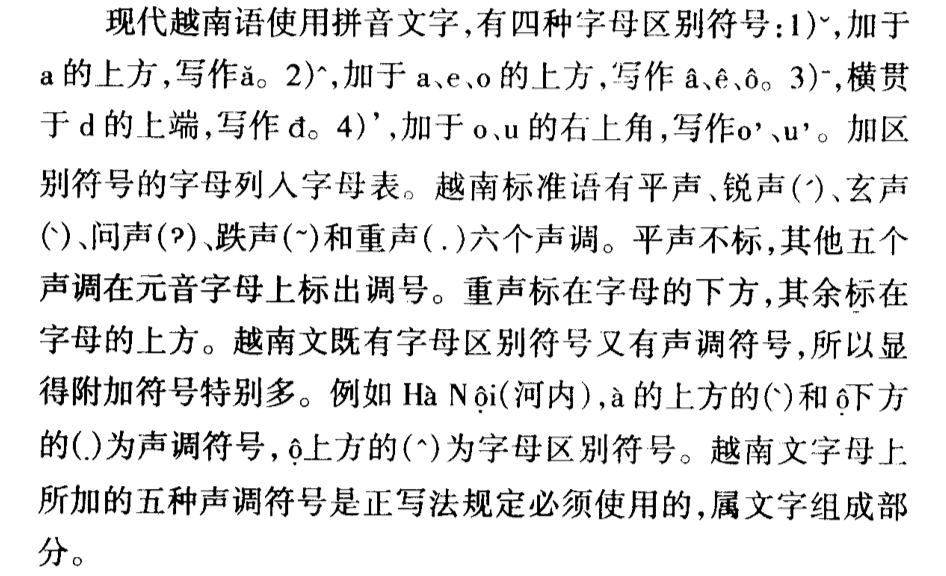 现代越南语使用拼音文字,有四种字母区别符号:1)˘,加于
a 的上方,写作ă。2)^,加于 a、e、o 的上方,写作 â、ê、ô。3)-,横贯
于 d 的上端,写作 đ。4)’,加于 o、u 的右上角,写作o’、u’。加区
别符号的字母列入字母表。越南标准语有平声、锐声(ˊ)、玄声
(ˋ)、问声(?)、跌声(~)和重声(.)六个声调。平声不标,其他五个
声调在元音字母上标出调号。重声标在字母的下方,其余标在
字母的上方。越南文既有字母区别符号又有声调符号,所以显
得附加符号特别多。例如 Hà Nội(河内),à 的上方的(ˋ)和 ộ下方
的(.)为声调符号,ộ上方的(^)为字母区别符号。越南文字母上
所加的五种声调符号是正写法规定必须使用的,属文字组成部
分。